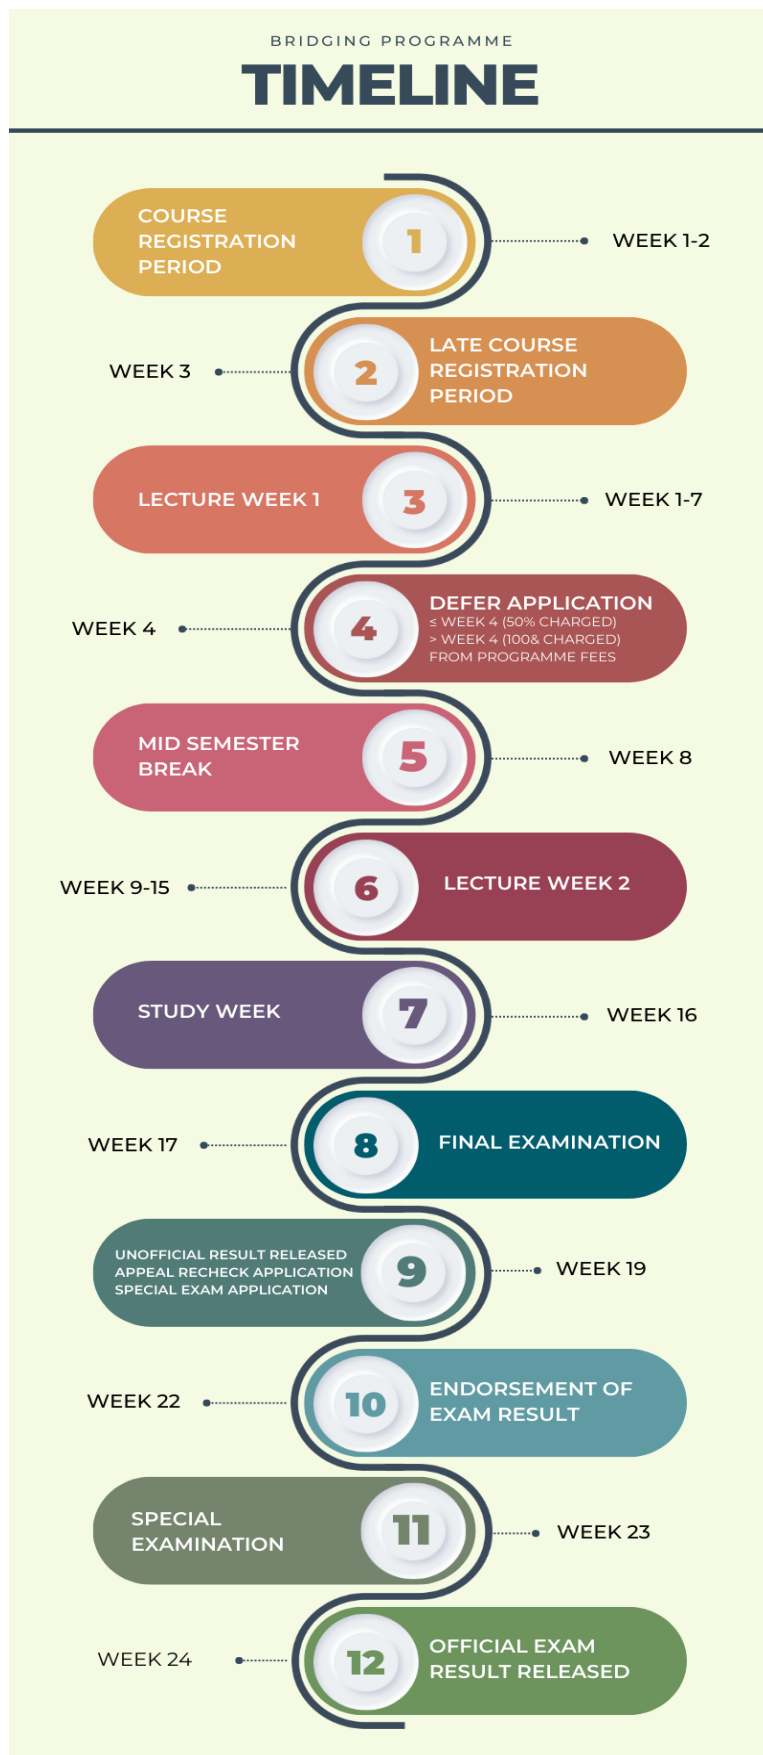 BRIDGING PROGRAMME
TIMELINE
COURSE
REGISTRATION
PERIOD
1
WEEK 1-2
WEEK 3
2
LATE COURSE
REGISTRATION
PERIOD
LECTURE WEEK 1
3
WEEK 1-7
WEEK 4
4
DEFER APPLICATION
≤ WEEK 4 (50% CHARGED)
> WEEK 4 (100& CHARGED)
FROM PROGRAMME FEES
MID SEMESTER
BREAK
5
WEEK 8
WEEK 9-15
6
LECTURE WEEK 2
STUDY WEEK
7
WEEK 16
WEEK 17
8
FINAL EXAMINATION
UNOFFICIAL RESULT RELEASED
APPEAL RECHECK APPLICATION
SPECIAL EXAM APPLICATION
9
WEEK 19
WEEK 22
10
ENDORSEMENT OF
EXAM RESULT
SPECIAL
EXAMINATION
11
WEEK 23
WEEK 24
12
OFFICIAL EXAM
RESULT RELEASED